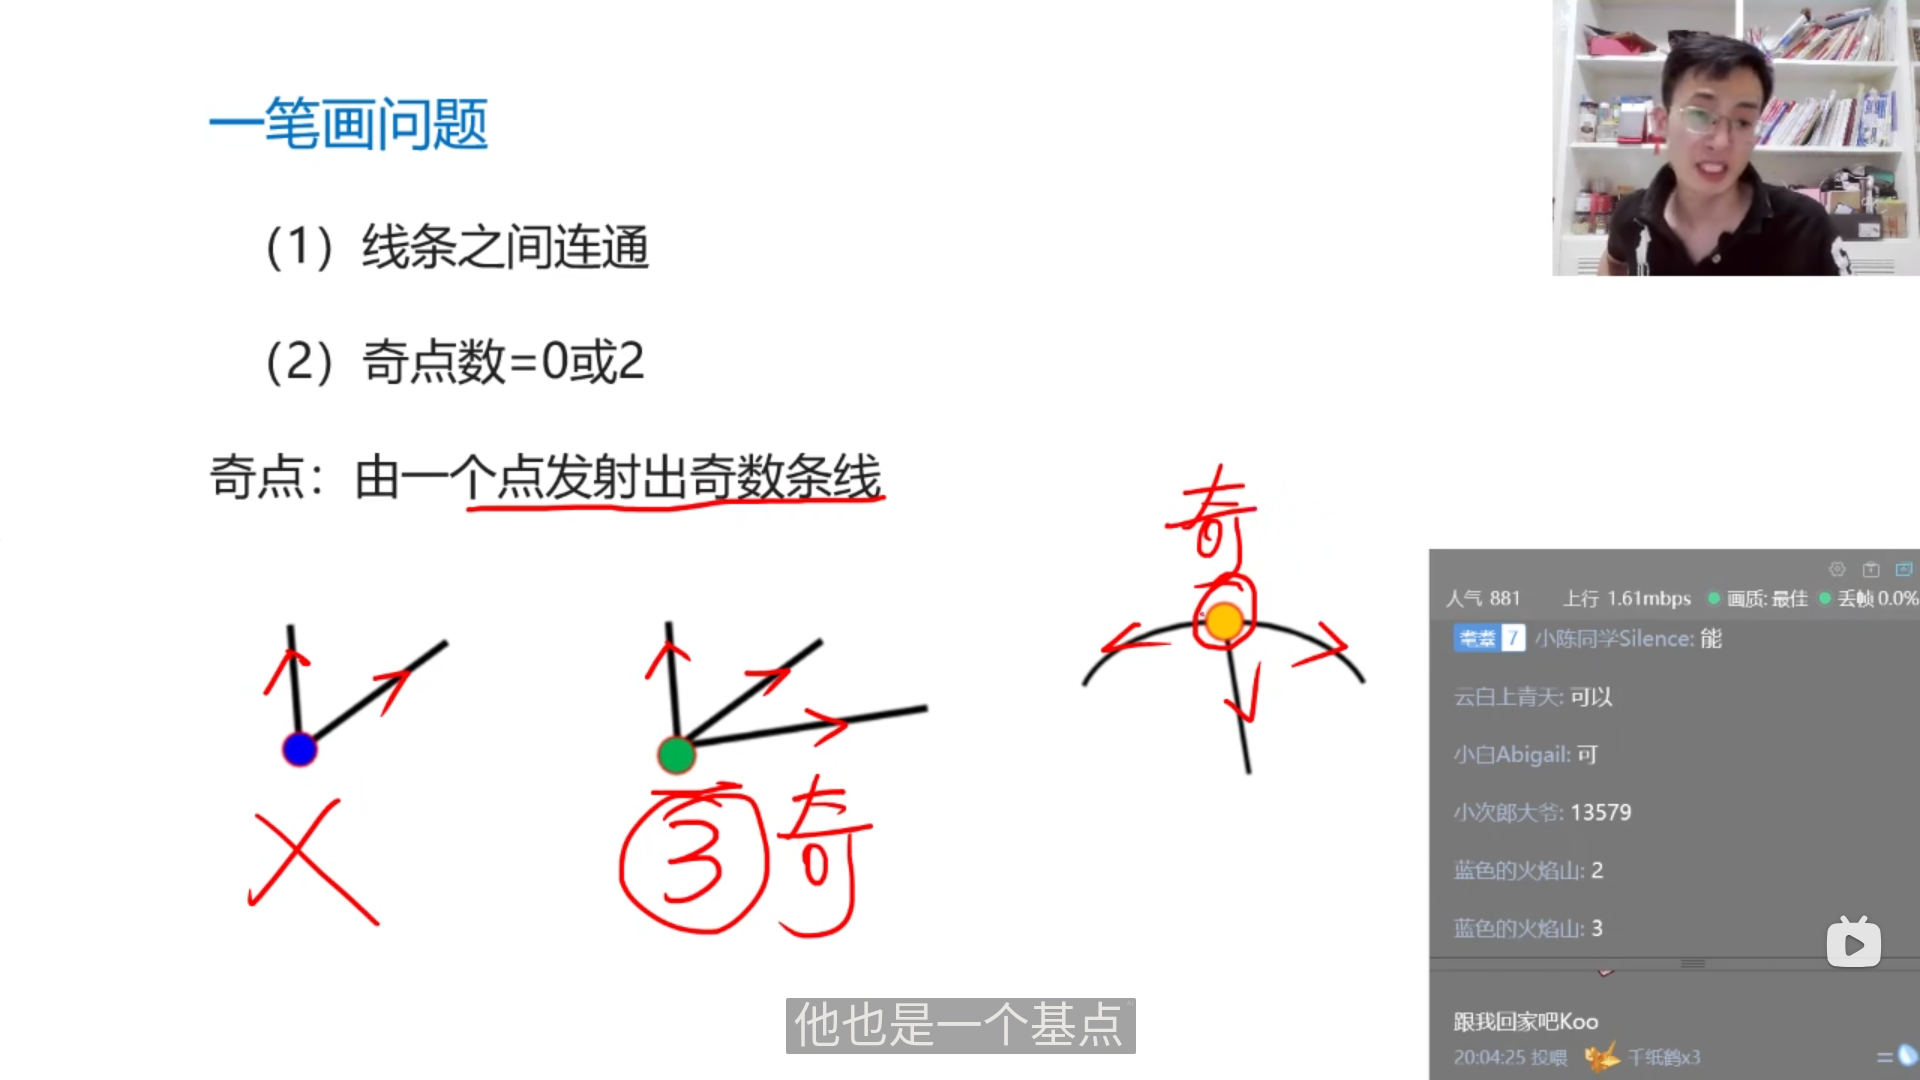 一笔画问题
（1）线条之间连通
（2）奇点数=0或2
奇点：由一个点发射出奇数条线
奇
③奇
人气 881 上行 1.61mbps 画质: 最佳 丢帧 0.0%
7 小陈同学Silence: 能
云白上青天: 可以
小白Abigail: 可
小次郎大爷: 13579
蓝色的火焰山: 2
蓝色的火焰山: 3
跟我回家吧Koo
20:04:25 投喂 千纸鹤x3
他也是一个基点